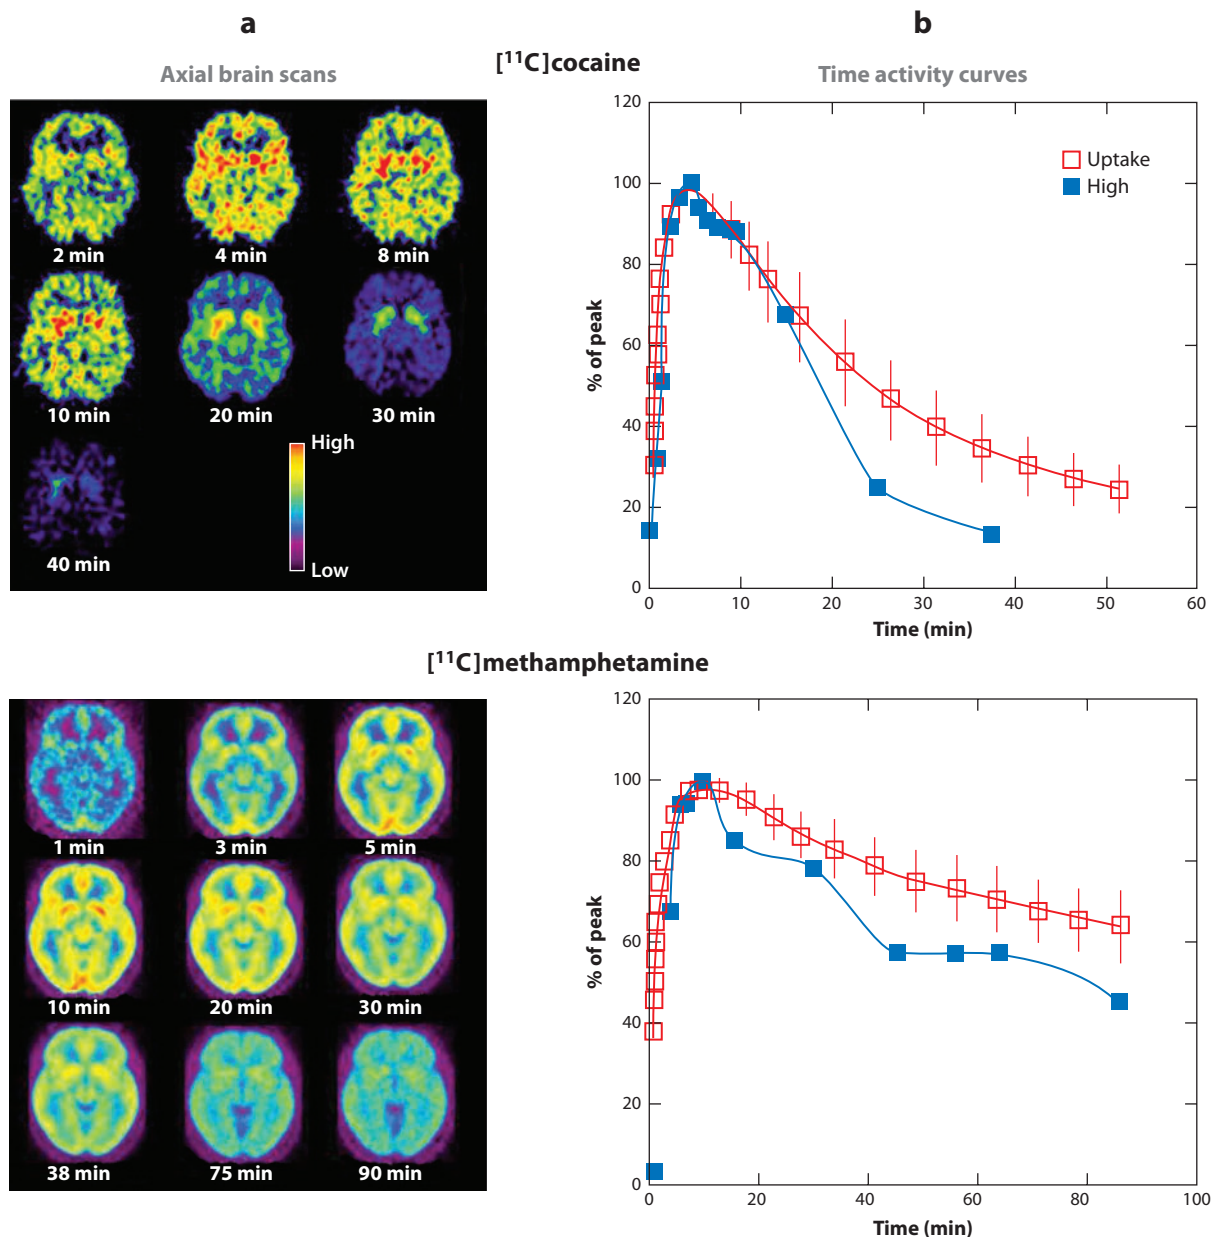 a
b
[¹¹C]cocaine
Axial brain scans
Time activity curves
2 min
4 min
8 min
10 min
20 min
30 min
40 min
High
Low
120
100
80
60
40
20
0
% of peak
Uptake
High
0 10 20 30 40 50 60
Time (min)
[¹¹C]methamphetamine
1 min
3 min
5 min
10 min
20 min
30 min
38 min
75 min
90 min
120
100
80
60
40
20
0
% of peak
0 20 40 60 80 100
Time (min)